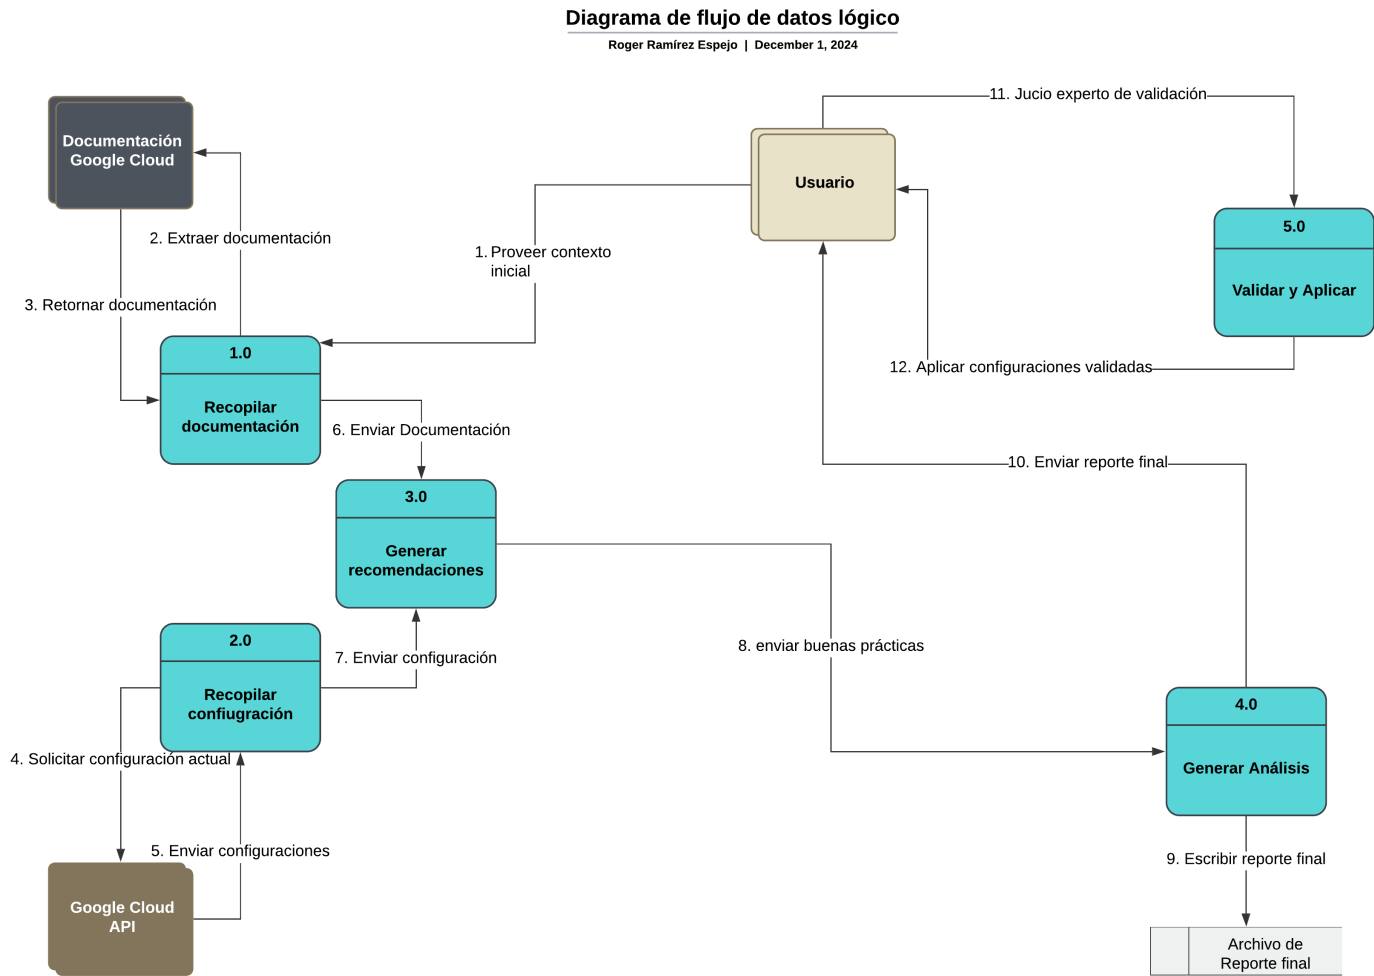 Diagrama de flujo de datos lógico
Roger Ramírez Espejo | December 1, 2024
11. Jucio experto de validación
Documentación
Google Cloud
Usuario
5.0
Validar y Aplicar
2. Extraer documentación
1. Proveer contexto
inicial
3. Retornar documentación
1.0
Recopilar
documentación
12. Aplicar configuraciones validadas
6. Enviar Documentación
10. Enviar reporte final
3.0
Generar
recomendaciones
2.0
Recopilar
confiugración
7. Enviar configuración
8. enviar buenas prácticas
4.0
Generar Análisis
4. Solicitar configuración actual
5. Enviar configuraciones
9. Escribir reporte final
Google Cloud
API
Archivo de
Reporte final